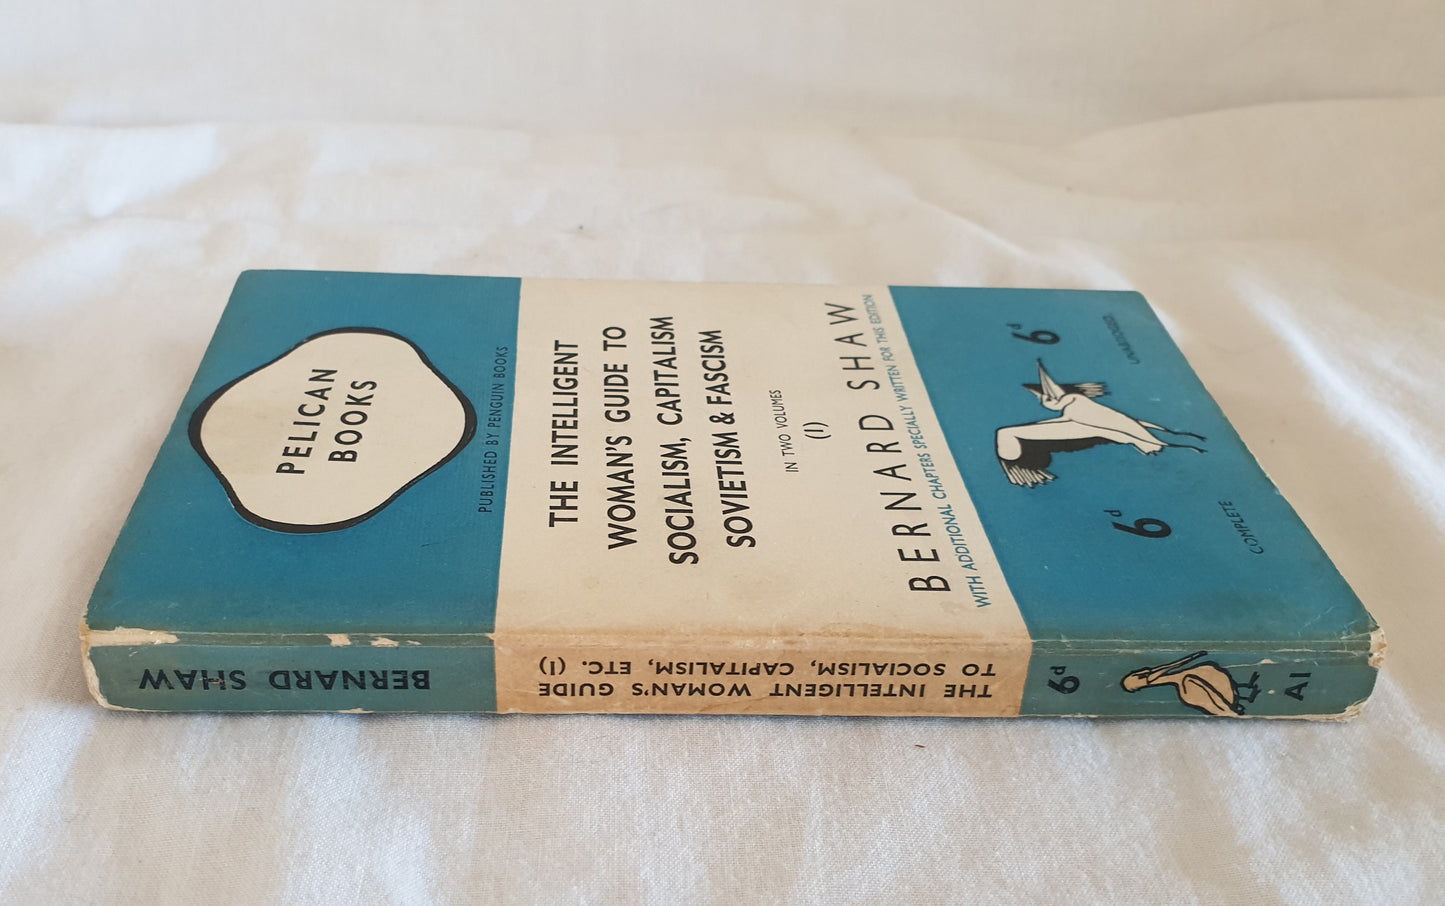 PELICAN
BOOKS
PUBLISHED BY PENGUIN BOOKS
THE INTELLIGENT
WOMAN'S GUIDE TO
SOCIALISM, CAPITALISM
SOVIETISM & FASCISM
IN TWO VOLUMES
(I)
BERNARD SHAW
WITH ADDITIONAL CHAPTERS SPECIALLY WRITTEN FOR THIS EDITION
6d
6d
COMPLETE
UNABRIDGED
BERNARD SHAW
THE INTELLIGENT WOMAN'S GUIDE
TO SOCIALISM, CAPITALISM, ETC. (I)
6d
A1